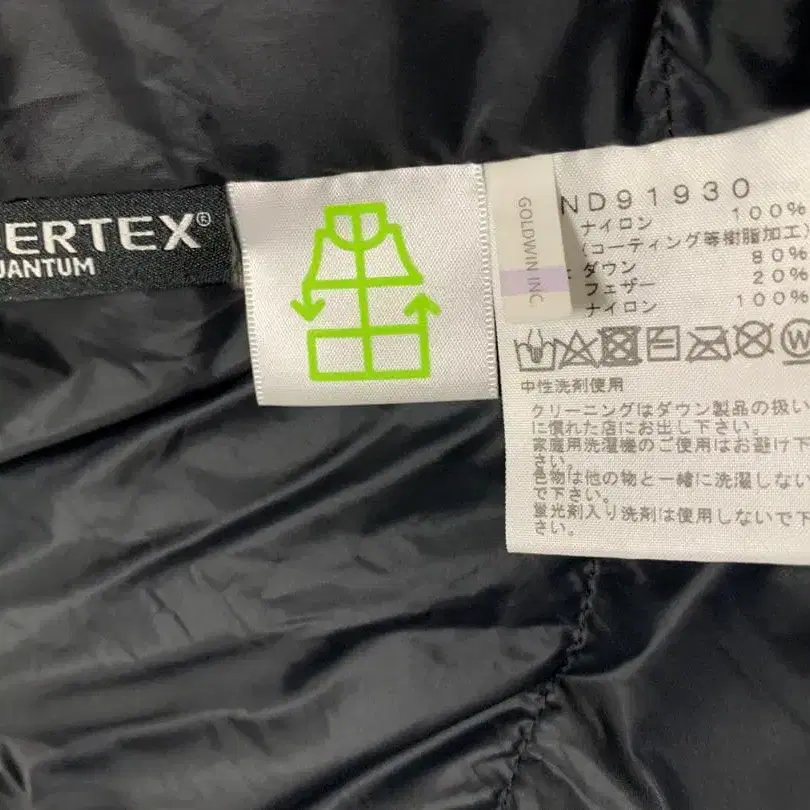 ERTEX®
UANTUM
GOLDWIN INC.
ND91930
ナイロン 100%
(コーティング等樹脂加工)
ダウン 80%
フェザー 20%
ナイロン 100%
W
中性洗剤使用
クリーニングはダウン製品の扱い
に慣れた店にお出し下さい。
家庭用洗濯機のご使用はお避け下
さい。
色物は他の物と一緒に洗濯しない
で下さい。
蛍光剤入り洗剤は使用しないで下
さい。